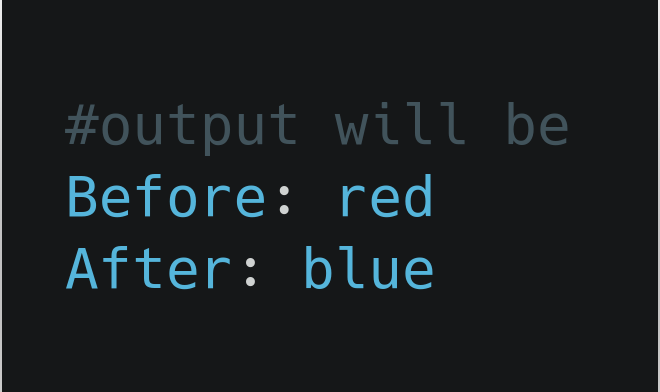 #output will be
Before: red
After: blue